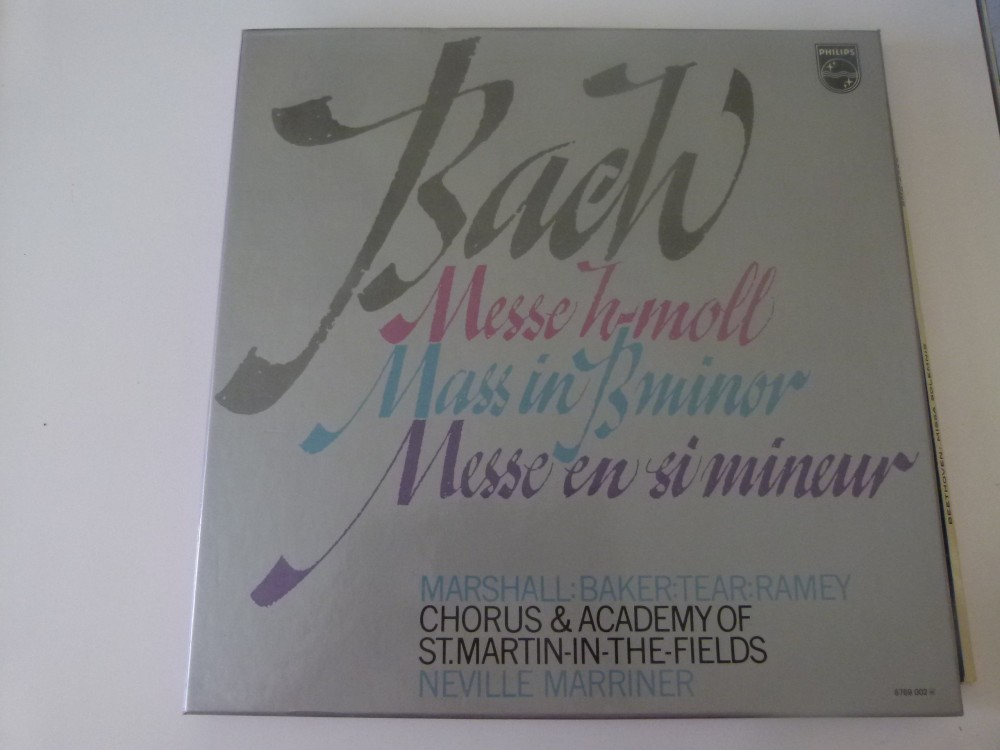 PHILIPS
Bach
Messe h-moll
Mass in B minor
Messe en si mineur
MARSHALL:BAKER:TEAR:RAMEY
CHORUS & ACADEMY OF
ST.MARTIN-IN-THE-FIELDS
NEVILLE MARRINER
6769 002
BEETHOVEN: MISSA SOLEMNIS